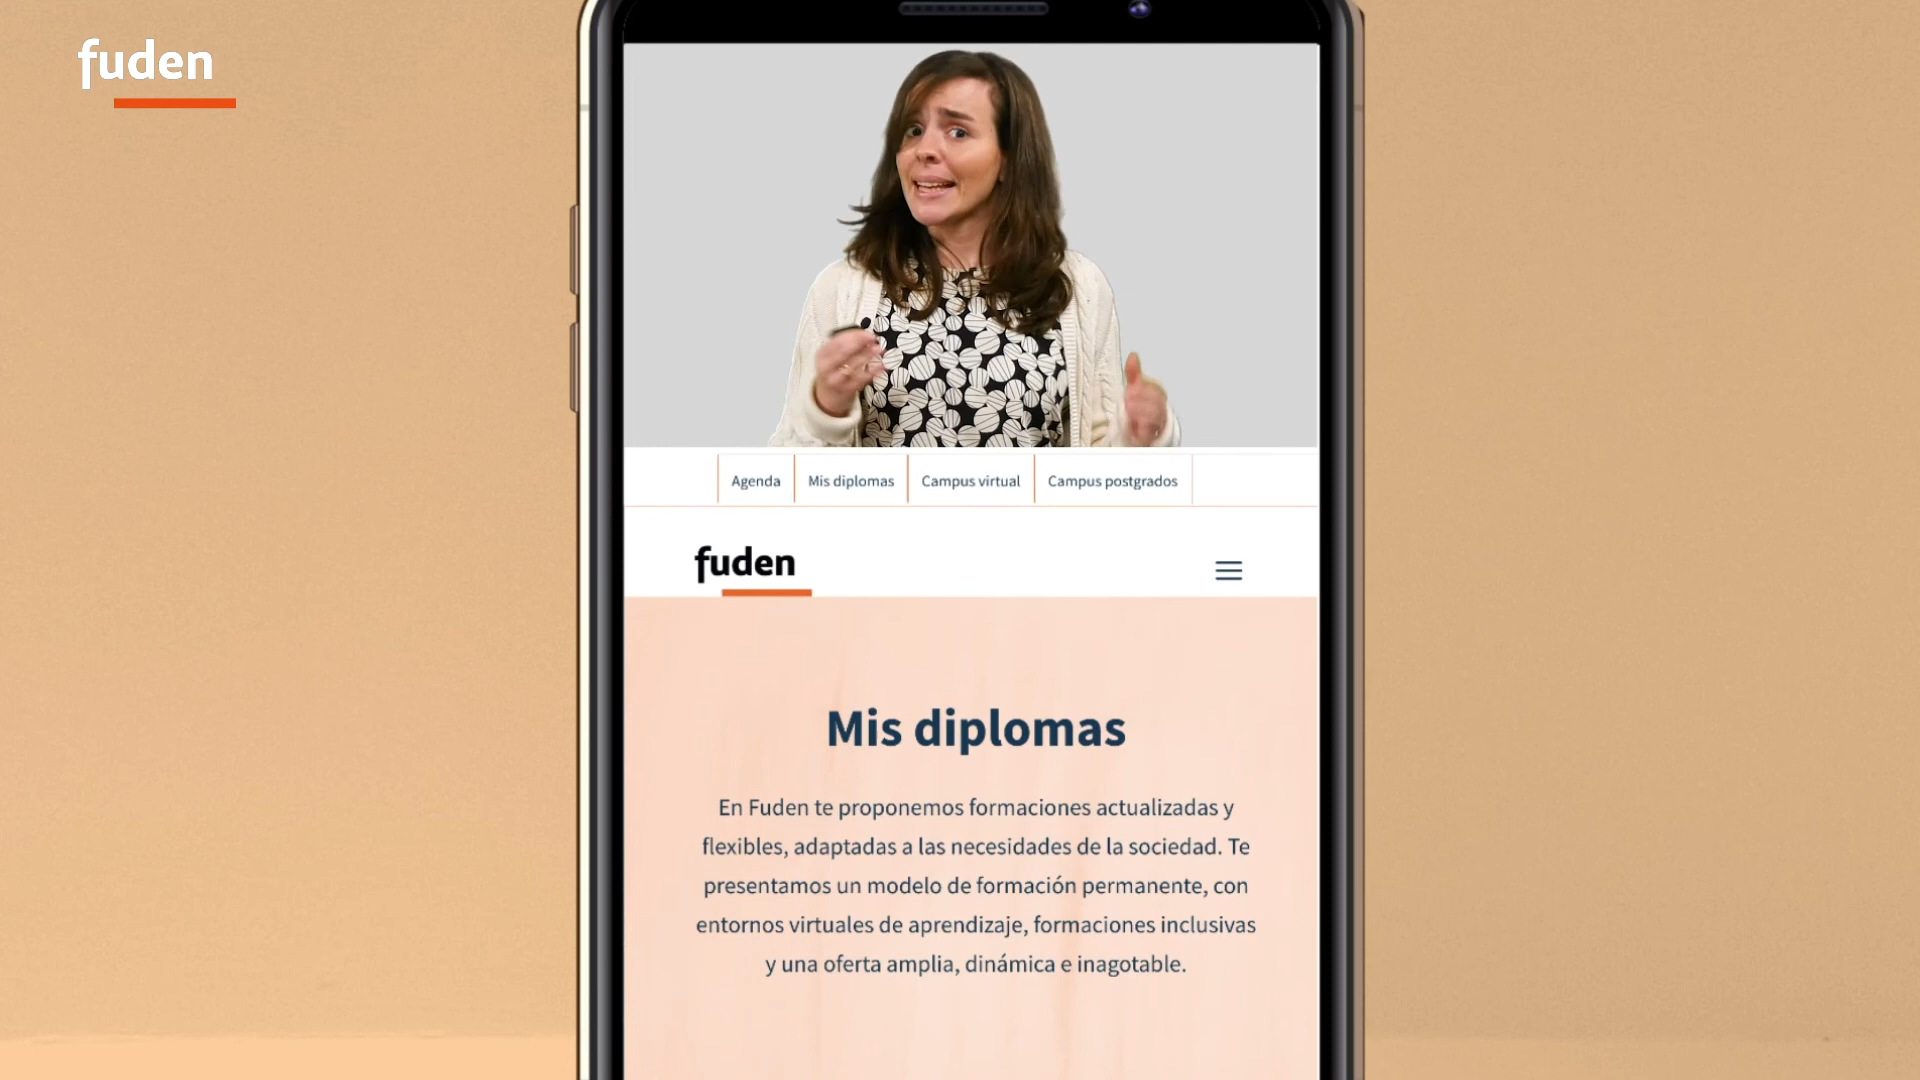 fuden
Agenda
Mis diplomas
Campus virtual
Campus postgrados
fuden
Mis diplomas
En Fuden te proponemos formaciones actualizadas y
flexibles, adaptadas a las necesidades de la sociedad. Te
presentamos un modelo de formación permanente, con
entornos virtuales de aprendizaje, formaciones inclusivas
y una oferta amplia, dinámica e inagotable.